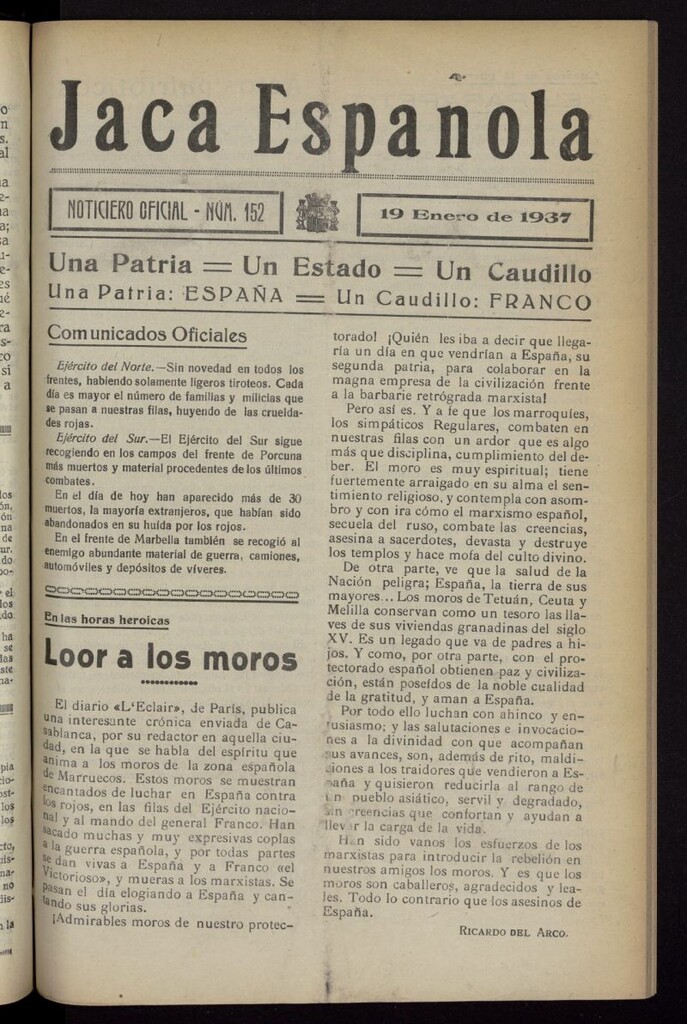 Jaca Española
NOTICIERO OFICIAL - NÚM. 152
19 Enero de 1937
Una Patria = Un Estado = Un Caudillo
Una Patria: ESPAÑA = Un Caudillo: FRANCO
Comunicados Oficiales
Ejército del Norte.—Sin novedad en todos los
frentes, habiendo solamente ligeros tiroteos. Cada
día es mayor el número de familias y milicias que
se pasan a nuestras filas, huyendo de las cruelda-
des rojas.
Ejército del Sur.—El Ejército del Sur sigue
recogiendo en los campos del frente de Porcuna
más muertos y material procedentes de los últimos
combates.
En el día de hoy han aparecido más de 30
muertos, la mayoría extranjeros, que habían sido
abandonados en su huída por los rojos.
En el frente de Marbella también se recogió al
enemigo abundante material de guerra, camiones,
automóviles y depósitos de víveres.
En las horas heroicas
Loor a los moros
El diario «L'Eclair», de París, publica
una interesante crónica enviada de Ca-
sablanca, por su redactor en aquella ciu-
dad, en la que se habla del espíritu que
anima a los moros de la zona española
de Marruecos. Estos moros se muestran
encantados de luchar en España contra
los rojos, en las filas del Ejército nacio-
nal y al mando del general Franco. Han
sacado muchas y muy expresivas coplas
a la guerra española, y por todas partes
se dan vivas a España y a Franco «el
Victorioso», y mueras a los marxistas. Se
pasan el día elogiando a España y can-
tando sus glorias.
¡Admirables moros de nuestro protec-
torado! ¡Quién les iba a decir que llega-
ría un día en que vendrían a España, su
segunda patria, para colaborar en la
magna empresa de la civilización frente
a la barbarie retrógrada marxista!
Pero así es. Y a fe que los marroquíes,
los simpáticos Regulares, combaten en
nuestras filas con un ardor que es algo
más que disciplina, cumplimiento del de-
ber. El moro es muy espiritual; tiene
fuertemente arraigado en su alma el sen-
timiento religioso, y contempla con asom-
bro y con ira cómo el marxismo español,
secuela del ruso, combate las creencias,
asesina a sacerdotes, devasta y destruye
los templos y hace mofa del culto divino.
De otra parte, ve que la salud de la
Nación peligra; España, la tierra de sus
mayores... Los moros de Tetuán, Ceuta y
Melilla conservan como un tesoro las lla-
ves de sus viviendas granadinas del siglo
XV. Es un legado que va de padres a hi-
jos. Y como, por otra parte, con el pro-
tectorado español obtienen paz y civiliza-
ción, están poseídos de la noble cualidad
de la gratitud, y aman a España.
Por todo ello luchan con ahinco y en-
tusiasmo; y las salutaciones e invocacio-
nes a la divinidad con que acompañan
sus avances, son, además de rito, maldi-
ciones a los traidores que vendieron a Es-
paña y quisieron reducirla al rango de
un pueblo asiático, servil y degradado,
sin creencias que confortan y ayudan a
llevar la carga de la vida.
Han sido vanos los esfuerzos de los
marxistas para introducir la rebelión en
nuestros amigos los moros. Y es que los
moros son caballeros, agradecidos y lea-
les. Todo lo contrario que los asesinos de
España.
RICARDO DEL ARCO.